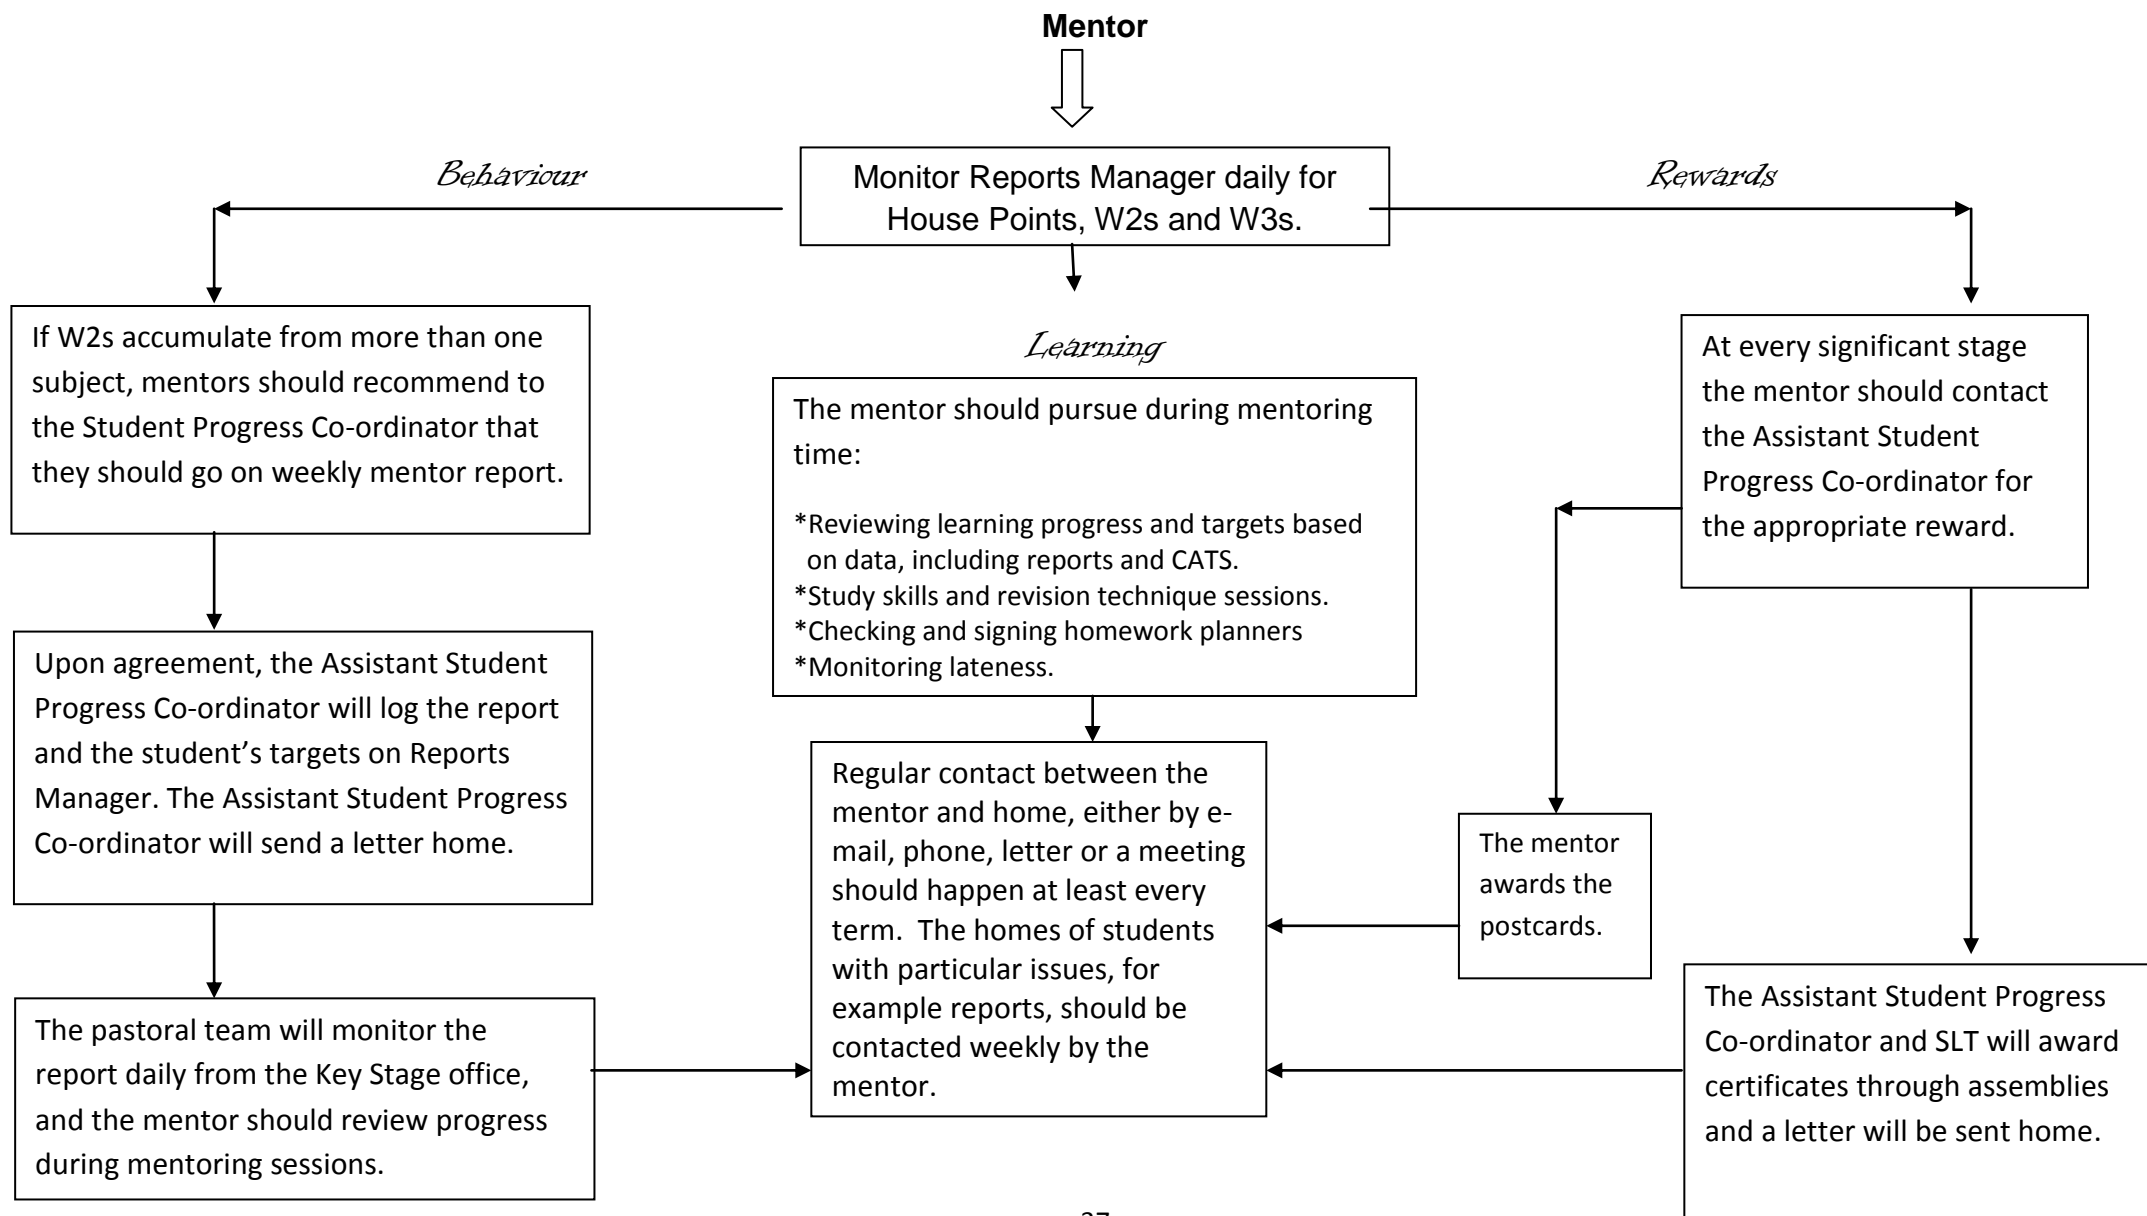 Mentor
Behaviour
Monitor Reports Manager daily for
House Points, W2s and W3s.
Rewards
If W2s accumulate from more than one
subject, mentors should recommend to
the Student Progress Co-ordinator that
they should go on weekly mentor report.
Upon agreement, the Assistant Student
Progress Co-ordinator will log the report
and the student’s targets on Reports
Manager. The Assistant Student Progress
Co-ordinator will send a letter home.
The pastoral team will monitor the
report daily from the Key Stage office,
and the mentor should review progress
during mentoring sessions.
Learning
The mentor should pursue during mentoring
time:
*Reviewing learning progress and targets based
on data, including reports and CATS.
*Study skills and revision technique sessions.
*Checking and signing homework planners
*Monitoring lateness.
Regular contact between the
mentor and home, either by e-
mail, phone, letter or a meeting
should happen at least every
term.  The homes of students
with particular issues, for
example reports, should be
contacted weekly by the
mentor.
At every significant stage
the mentor should contact
the Assistant Student
Progress Co-ordinator for
the appropriate reward.
The mentor
awards the
postcards.
The Assistant Student Progress
Co-ordinator and SLT will award
certificates through assemblies
and a letter will be sent home.